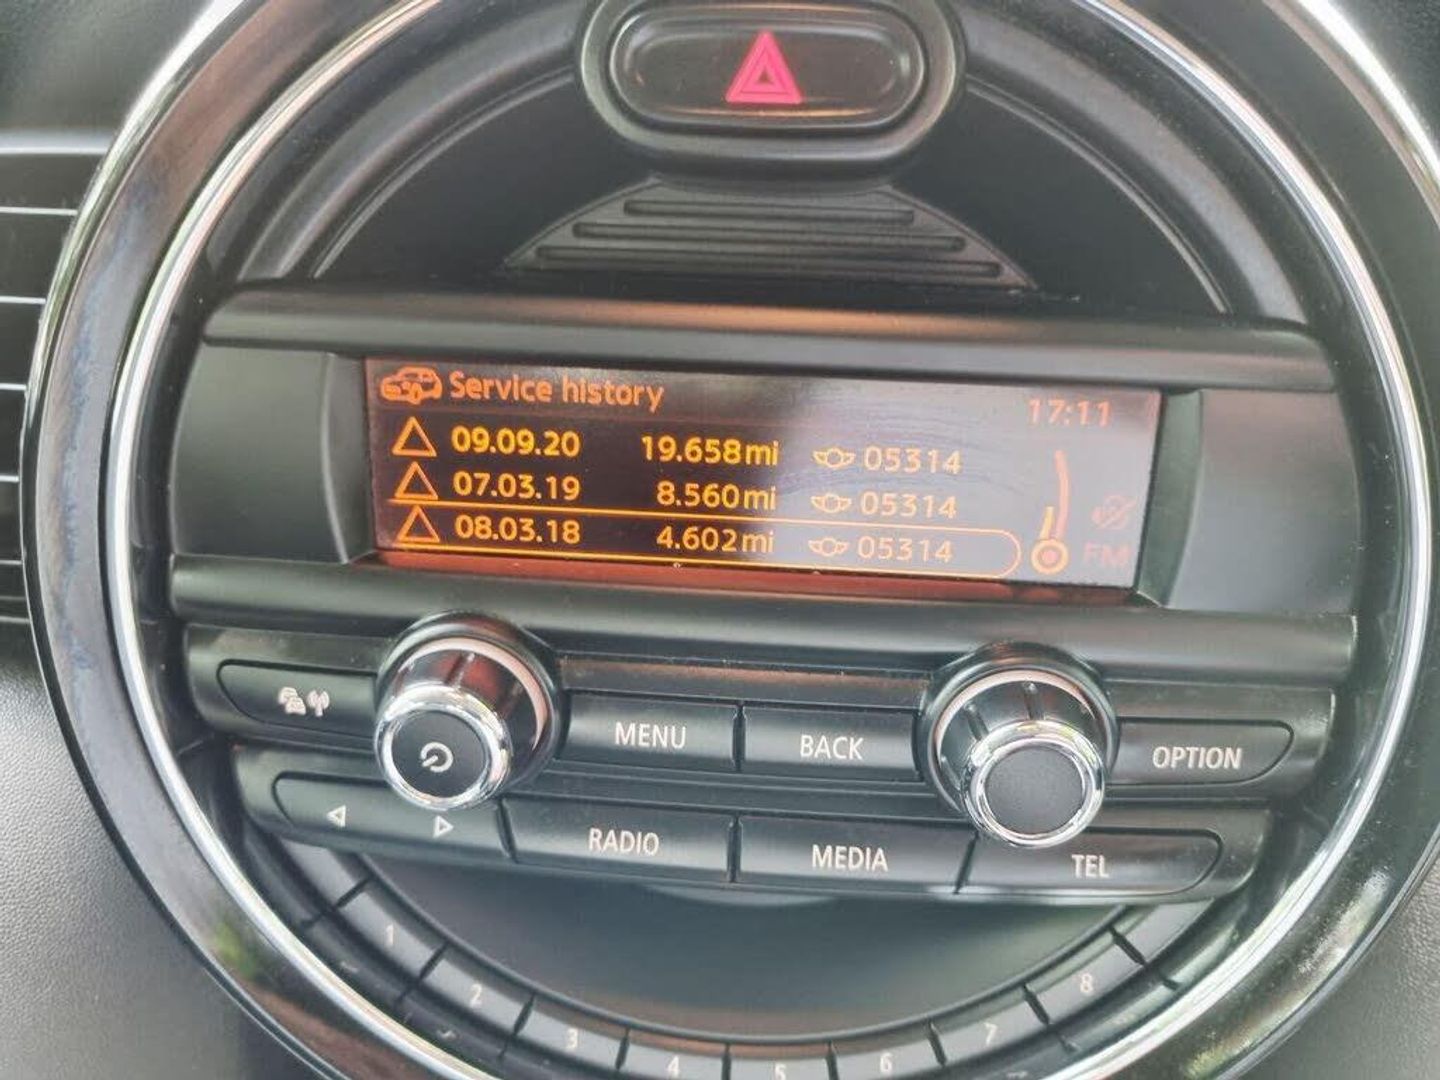 Service history
17:11
09.09.20 19.658mi 05314
07.03.19 8.560mi 05314
08.03.18 4.602mi 05314
FM
MENU BACK OPTION
RADIO MEDIA TEL
1 2 3 4 5 6 7 8